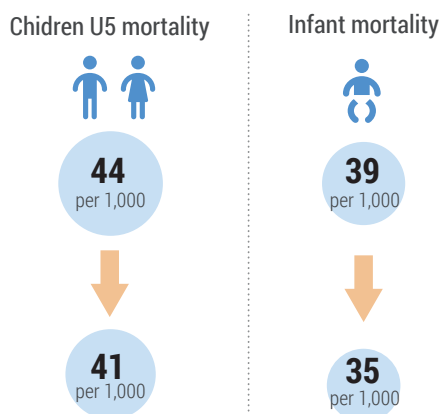 Chidren U5 mortality
44
per 1,000
41
per 1,000
Infant mortality
39
per 1,000
35
per 1,000